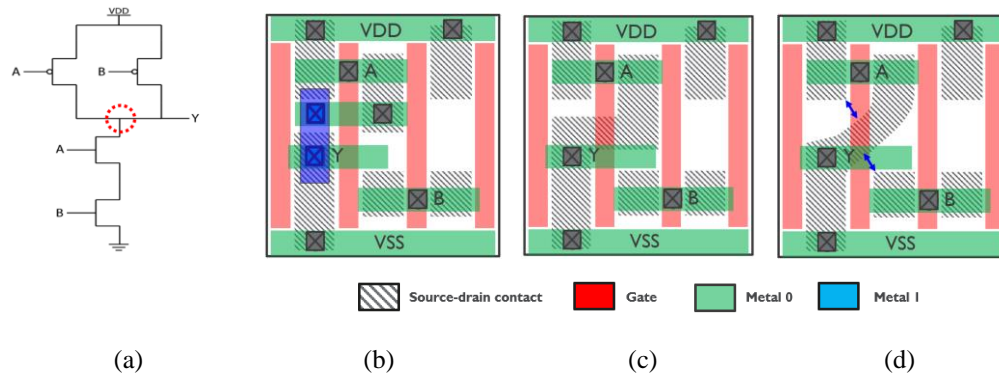 VDD
A
B
Y
A
B
VDD
A
Y
B
VSS
VDD
A
Y
B
VSS
VDD
A
Y
B
VSS
Source-drain contact Gate Metal 0 Metal 1
(a) (b) (c) (d)